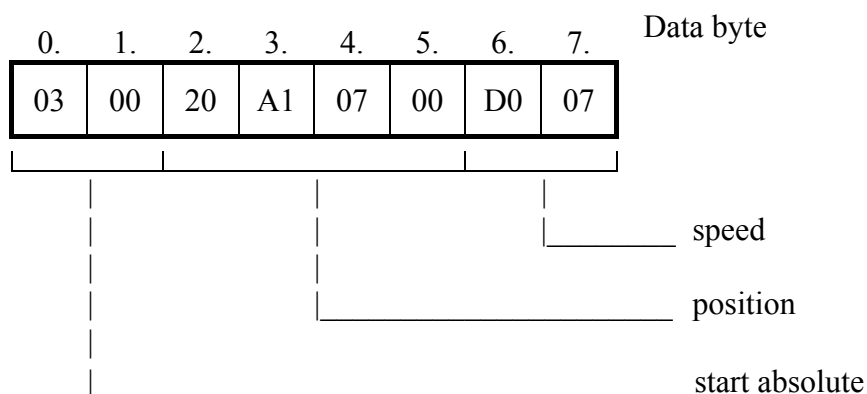 Data byte
0. 1. 2. 3. 4. 5. 6. 7.
03 00 20 A1 07 00 D0 07
speed
position
start absolute